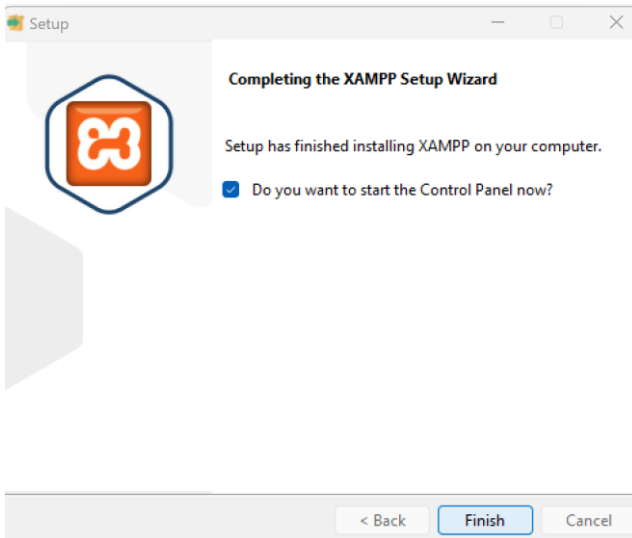 Setup
Completing the XAMPP Setup Wizard
Setup has finished installing XAMPP on your computer.
Do you want to start the Control Panel now?
< Back
Finish
Cancel